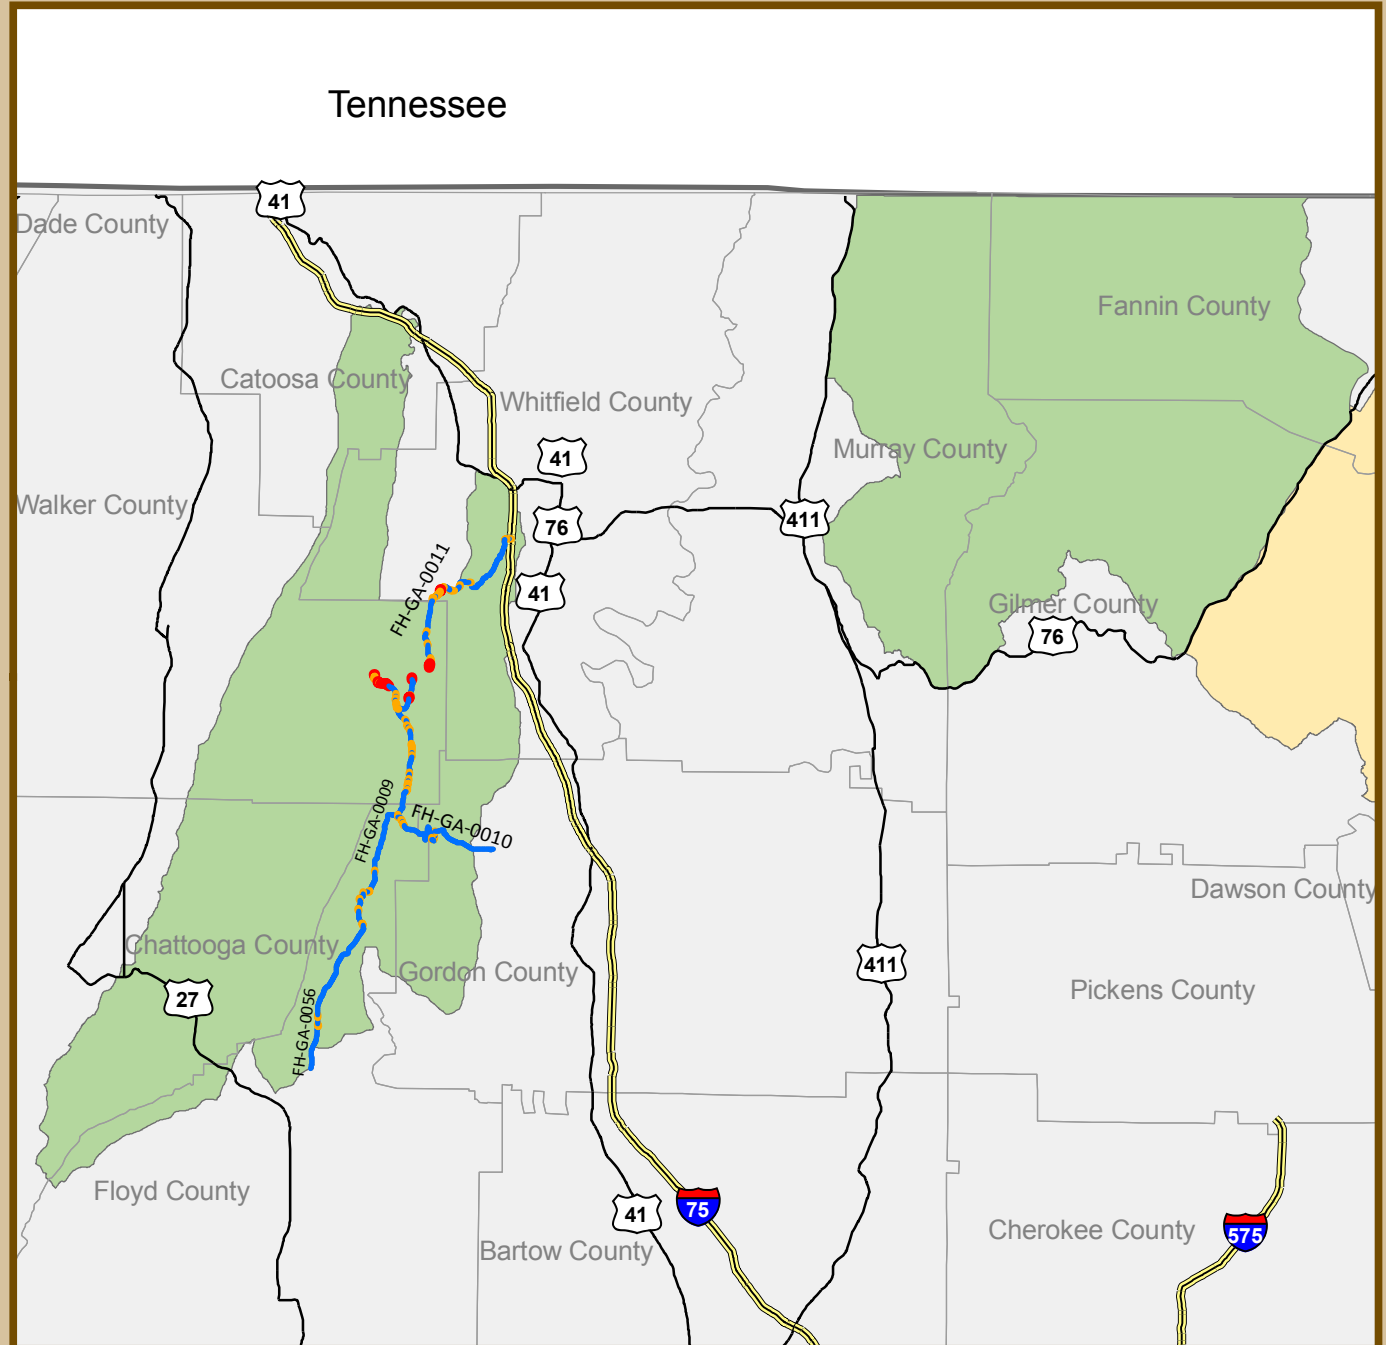 Tennessee
41
Dade County
Fannin County
Catoosa County
Whitfield County
41
Murray County
Walker County
76
411
FH-GA-0011
41
Gilmer County
76
FH-GA-0009
FH-GA-0010
Dawson County
Chattooga County
Gordon County
411
27
Pickens County
FH-GA-0056
Floyd County
41
75
Cherokee County
575
Bartow County